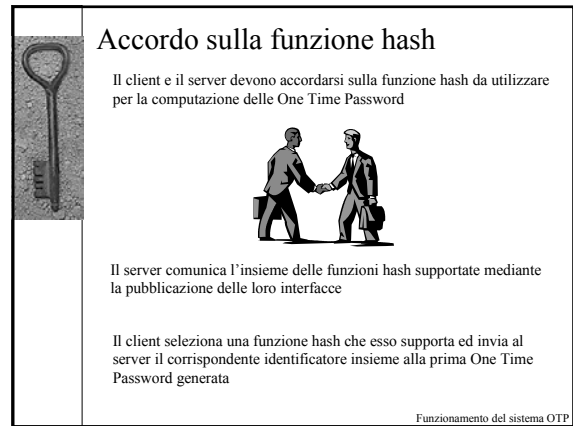 Accordo sulla funzione hash
Il client e il server devono accordarsi sulla funzione hash da utilizzare
per la computazione delle One Time Password
Il server comunica l’insieme delle funzioni hash supportate mediante
la pubblicazione delle loro interfacce
Il client seleziona una funzione hash che esso supporta ed invia al
server il corrispondente identificatore insieme alla prima One Time
Password generata
Funzionamento del sistema OTP